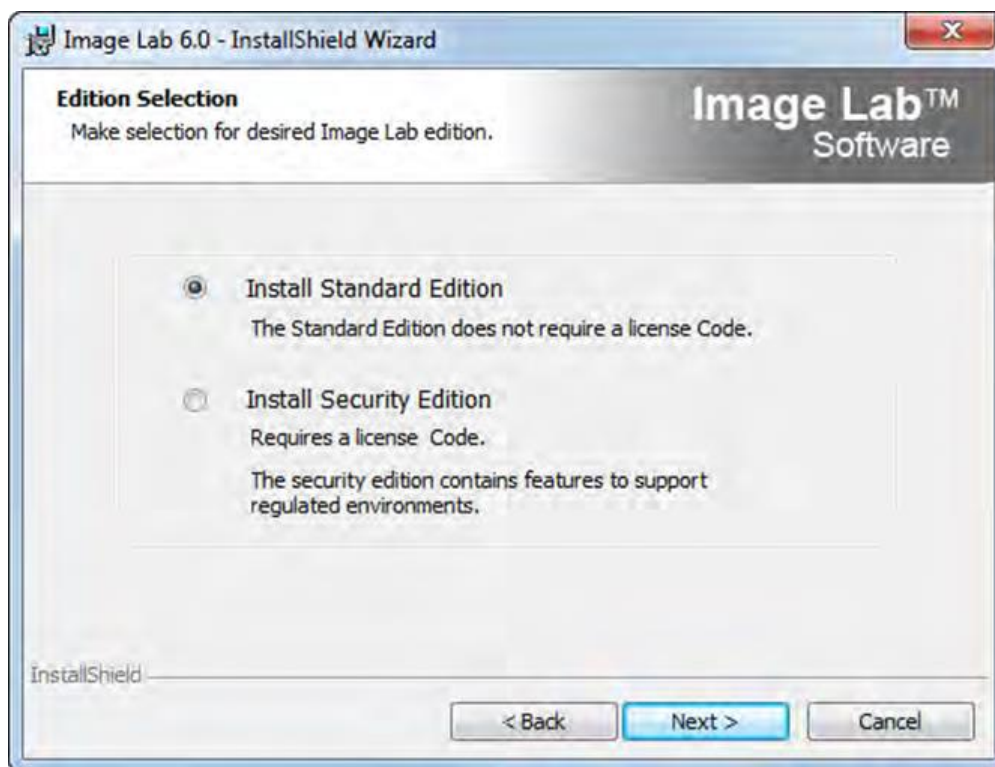 Image Lab 6.0 - InstallShield Wizard
Edition Selection
Make selection for desired Image Lab edition.
Image Lab™
Software
Install Standard Edition
The Standard Edition does not require a license Code.
Install Security Edition
Requires a license Code.
The security edition contains features to support
regulated environments.
InstallShield
< Back
Next >
Cancel